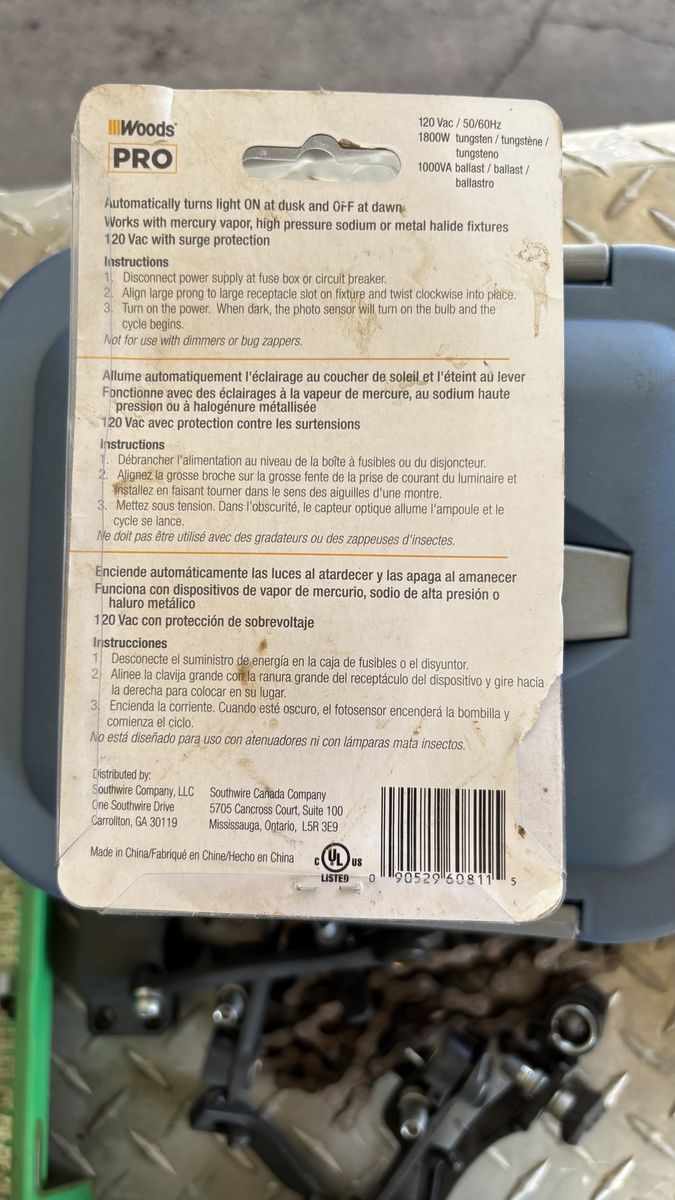 Woods®
PRO
120 Vac / 50/60Hz
1800W tungsten / tungstène /
tungsteno
1000VA ballast / ballast /
ballastro
Automatically turns light ON at dusk and OFF at dawn
Works with mercury vapor, high pressure sodium or metal halide fixtures
120 Vac with surge protection
Instructions
1. Disconnect power supply at fuse box or circuit breaker.
2. Align large prong to large receptacle slot on fixture and twist clockwise into place.
3. Turn on the power. When dark, the photo sensor will turn on the bulb and the
cycle begins.
Not for use with dimmers or bug zappers.
Allume automatiquement l'éclairage au coucher de soleil et l'éteint au lever
Fonctionne avec des éclairages à la vapeur de mercure, au sodium haute
pression ou à halogénure métallisée
120 Vac avec protection contre les surtensions
Instructions
1. Débrancher l'alimentation au niveau de la boîte à fusibles ou du disjoncteur.
2. Alignez la grosse broche sur la grosse fente de la prise de courant du luminaire et
installez en faisant tourner dans le sens des aiguilles d'une montre.
3. Mettez sous tension. Dans l'obscurité, le capteur optique allume l'ampoule et le
cycle se lance.
Ne doit pas être utilisé avec des gradateurs ou des zappeuses d'insectes.
Enciende automáticamente las luces al atardecer y las apaga al amanecer
Funciona con dispositivos de vapor de mercurio, sodio de alta presión o
haluro metálico
120 Vac con protección de sobrevoltaje
Instrucciones
1. Desconecte el suministro de energía en la caja de fusibles o el disyuntor.
2. Alinee la clavija grande con la ranura grande del receptáculo del dispositivo y gire hacia
la derecha para colocar en su lugar.
3. Encienda la corriente. Cuando esté oscuro, el fotosensor encenderá la bombilla y
comienza el ciclo.
No está diseñado para uso con atenuadores ni con lámparas mata insectos.
Distributed by:
Southwire Company, LLC
One Southwire Drive
Carrollton, GA 30119
Southwire Canada Company
5705 Cancross Court, Suite 100
Mississauga, Ontario, L5R 3E9
Made in China/Fabriqué en Chine/Hecho en China
C UL US
LISTED
0 90529 60811 5